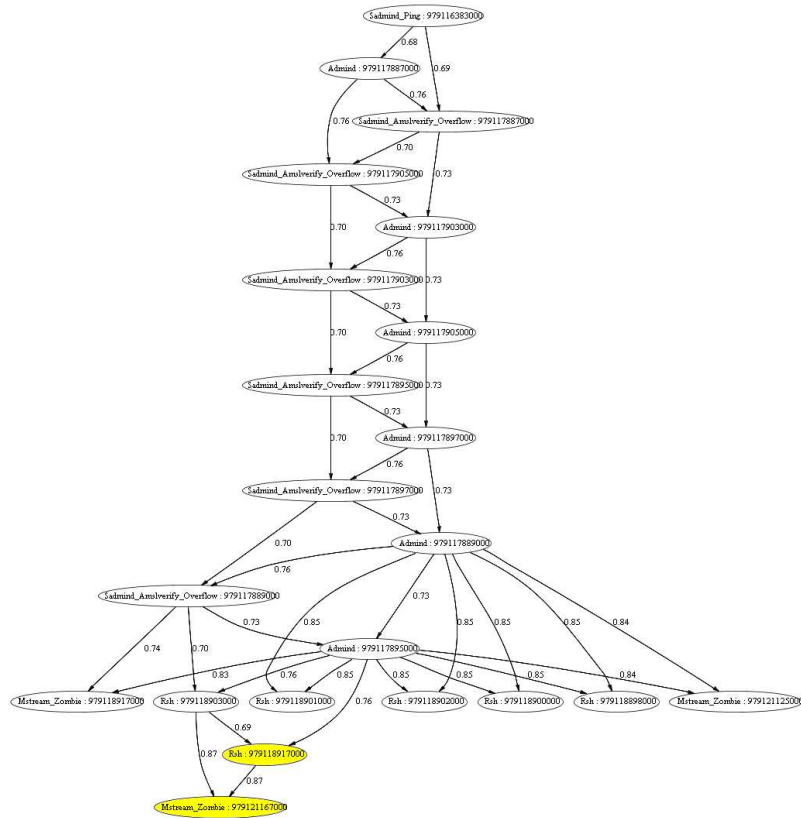 Sadmind_Ping : 979116383000
0.68
0.69
Admind : 979117887000
0.76
0.76
Sadmind_Amslverify_Overflow : 979117887000
0.70
Sadmind_Amslverify_Overflow : 979117905000
0.73
0.73
0.70
Admind : 979117903000
0.76
Sadmind_Amslverify_Overflow : 979117903000
0.73
0.73
0.70
Admind : 979117905000
0.76
Sadmind_Amslverify_Overflow : 979117895000
0.73
0.73
0.70
Admind : 979117897000
0.76
Sadmind_Amslverify_Overflow : 979117897000
0.73
0.73
0.70
Admind : 979117889000
0.76
Sadmind_Amslverify_Overflow : 979117889000
0.73
0.85
0.73
0.85
0.85
0.85
0.84
0.74
0.70
Admind : 979117895000
0.83
0.76
0.85
0.85
0.85
0.85
0.84
0.76
Mstream_Zombie : 979118917000
Rsh : 979118903000
Rsh : 979118901000
Rsh : 979118902000
Rsh : 979118900000
Rsh : 979118898000
Mstream_Zombie : 979121125000
0.69
0.87
Rsh : 979118917000
0.87
Mstream_Zombie : 979121167000